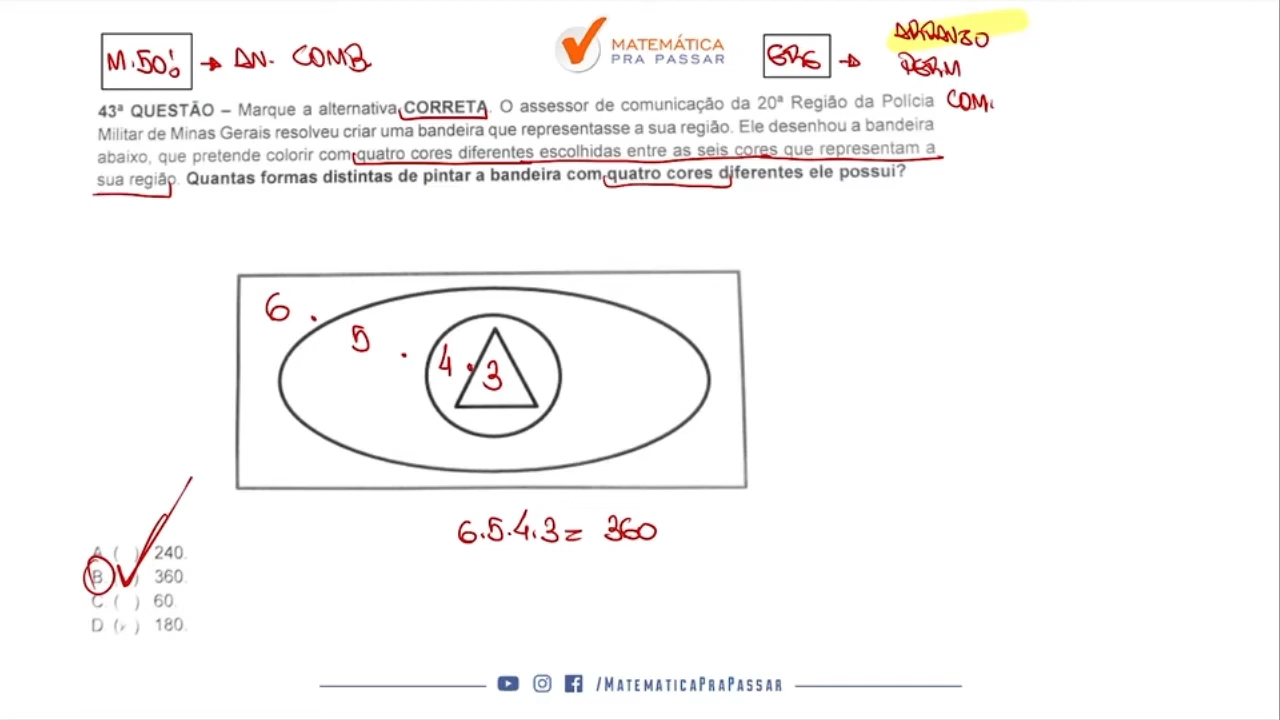 M.50! → AN. COMB
MATEMÁTICA
PRA PASSAR
→ ARRANJO
PERM
COM.
43ª QUESTÃO – Marque a alternativa CORRETA. O assessor de comunicação da 20ª Região da Polícia
Militar de Minas Gerais resolveu criar uma bandeira que representasse a sua região. Ele desenhou a bandeira
abaixo, que pretende colorir com quatro cores diferentes escolhidas entre as seis cores que representam a
sua região. Quantas formas distintas de pintar a bandeira com quatro cores diferentes ele possui?
6 . 5 . 4 . 3
6.5.4.3 = 360
A ( ) 240.
B ( ) 360.
C ( ) 60.
D ( ) 180.
/MATEMATICAPRAPASSAR